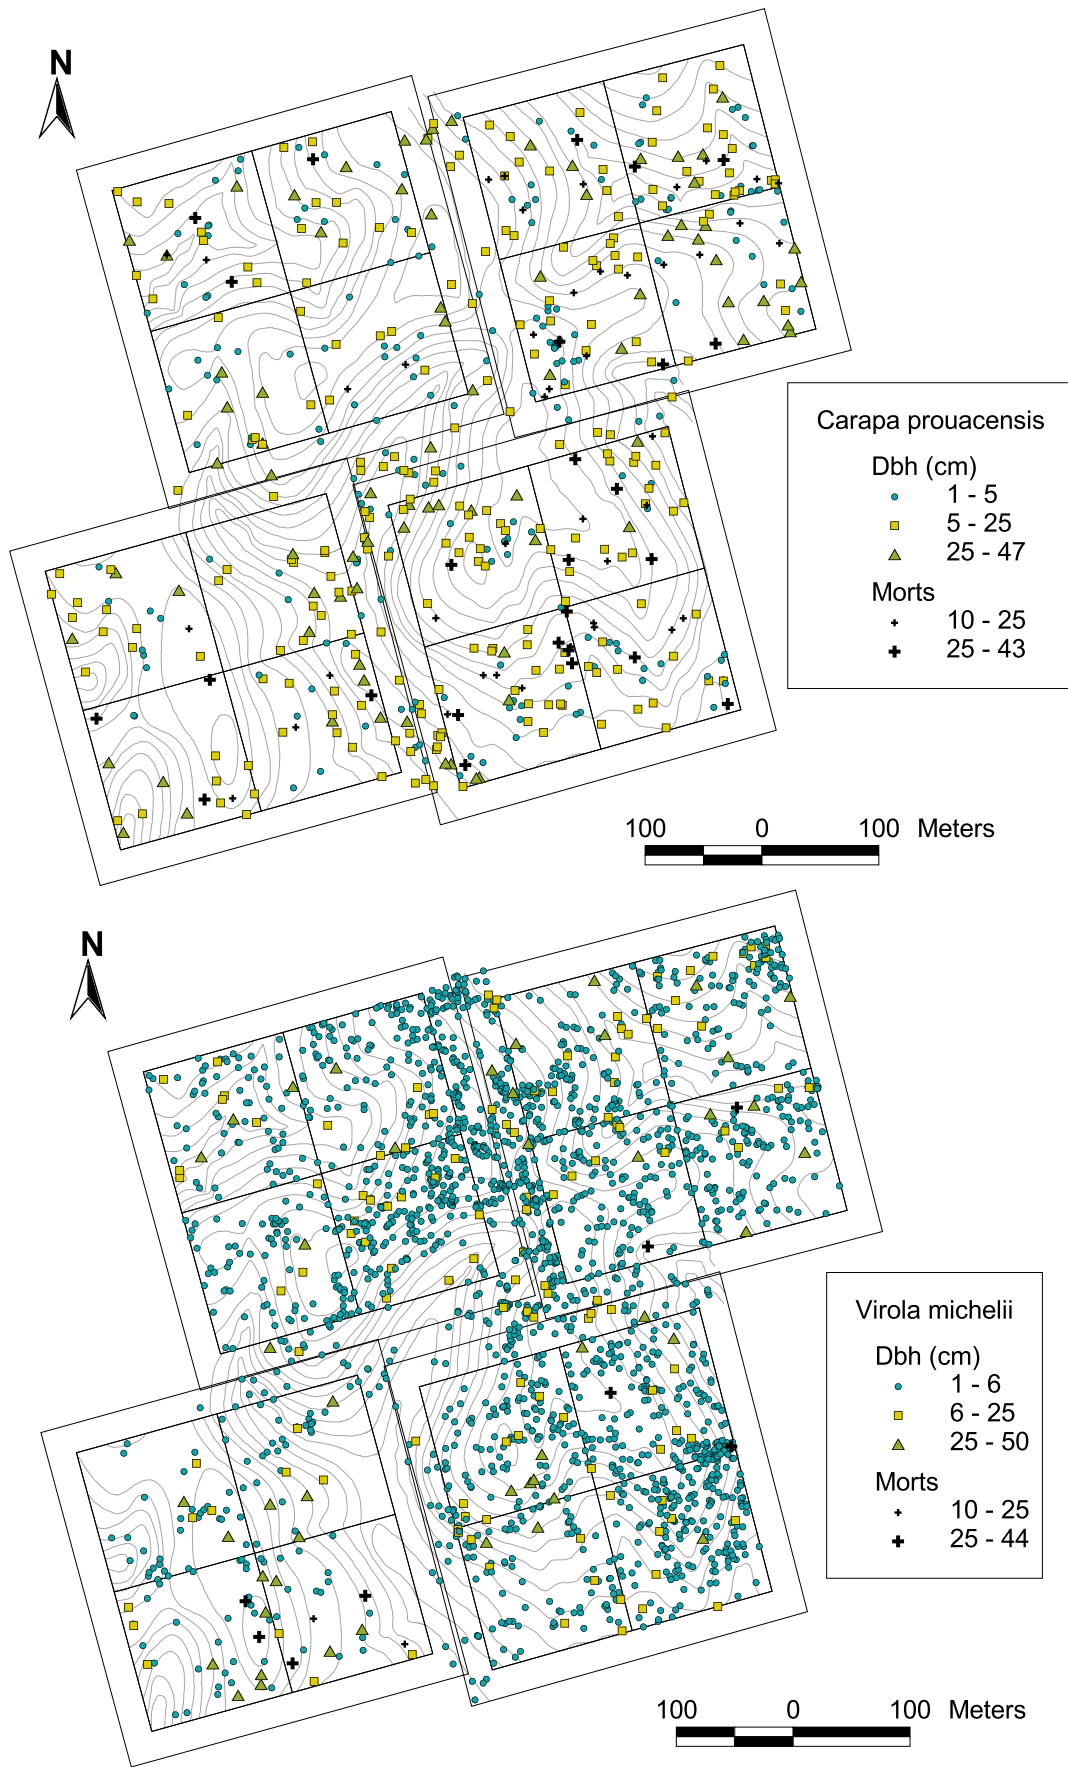 N
Carapa prouacensis
Dbh (cm)
1 - 5
5 - 25
25 - 47
Morts
10 - 25
25 - 43
100 0 100 Meters
N
Virola michelii
Dbh (cm)
1 - 6
6 - 25
25 - 50
Morts
10 - 25
25 - 44
100 0 100 Meters